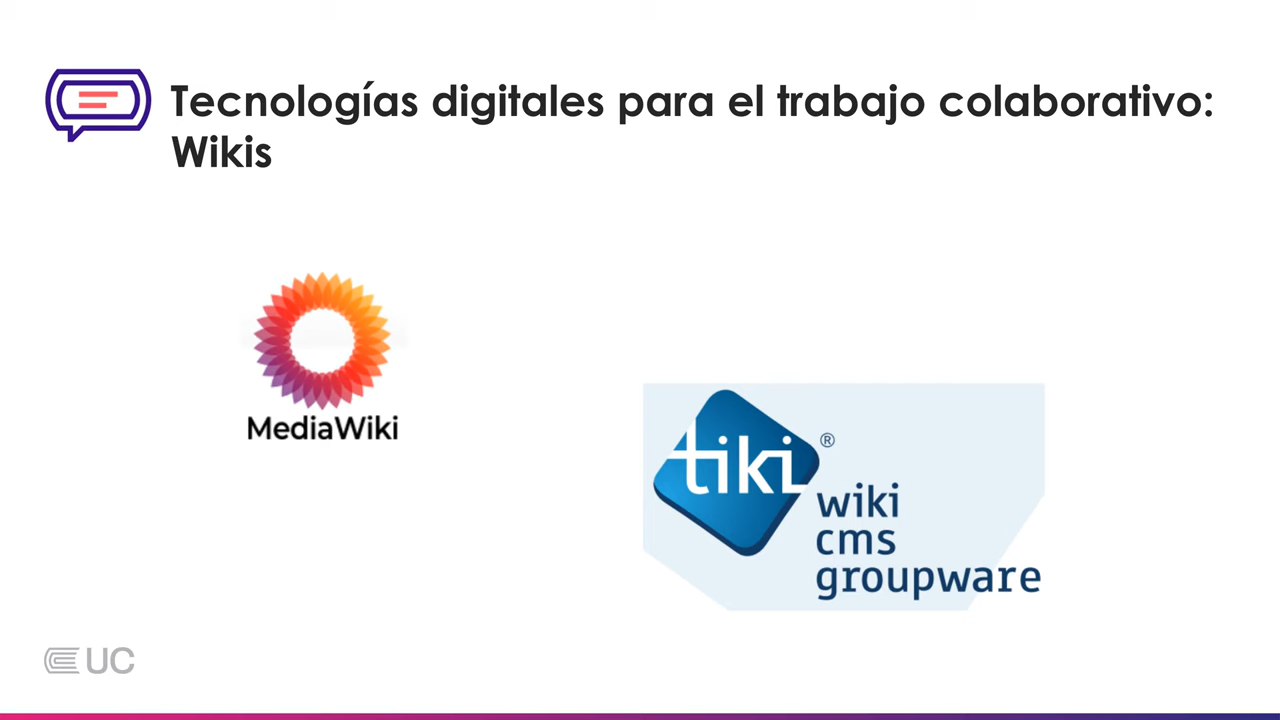 Tecnologías digitales para el trabajo colaborativo:
Wikis
MediaWiki
tiki®
wiki
cms
groupware
UC